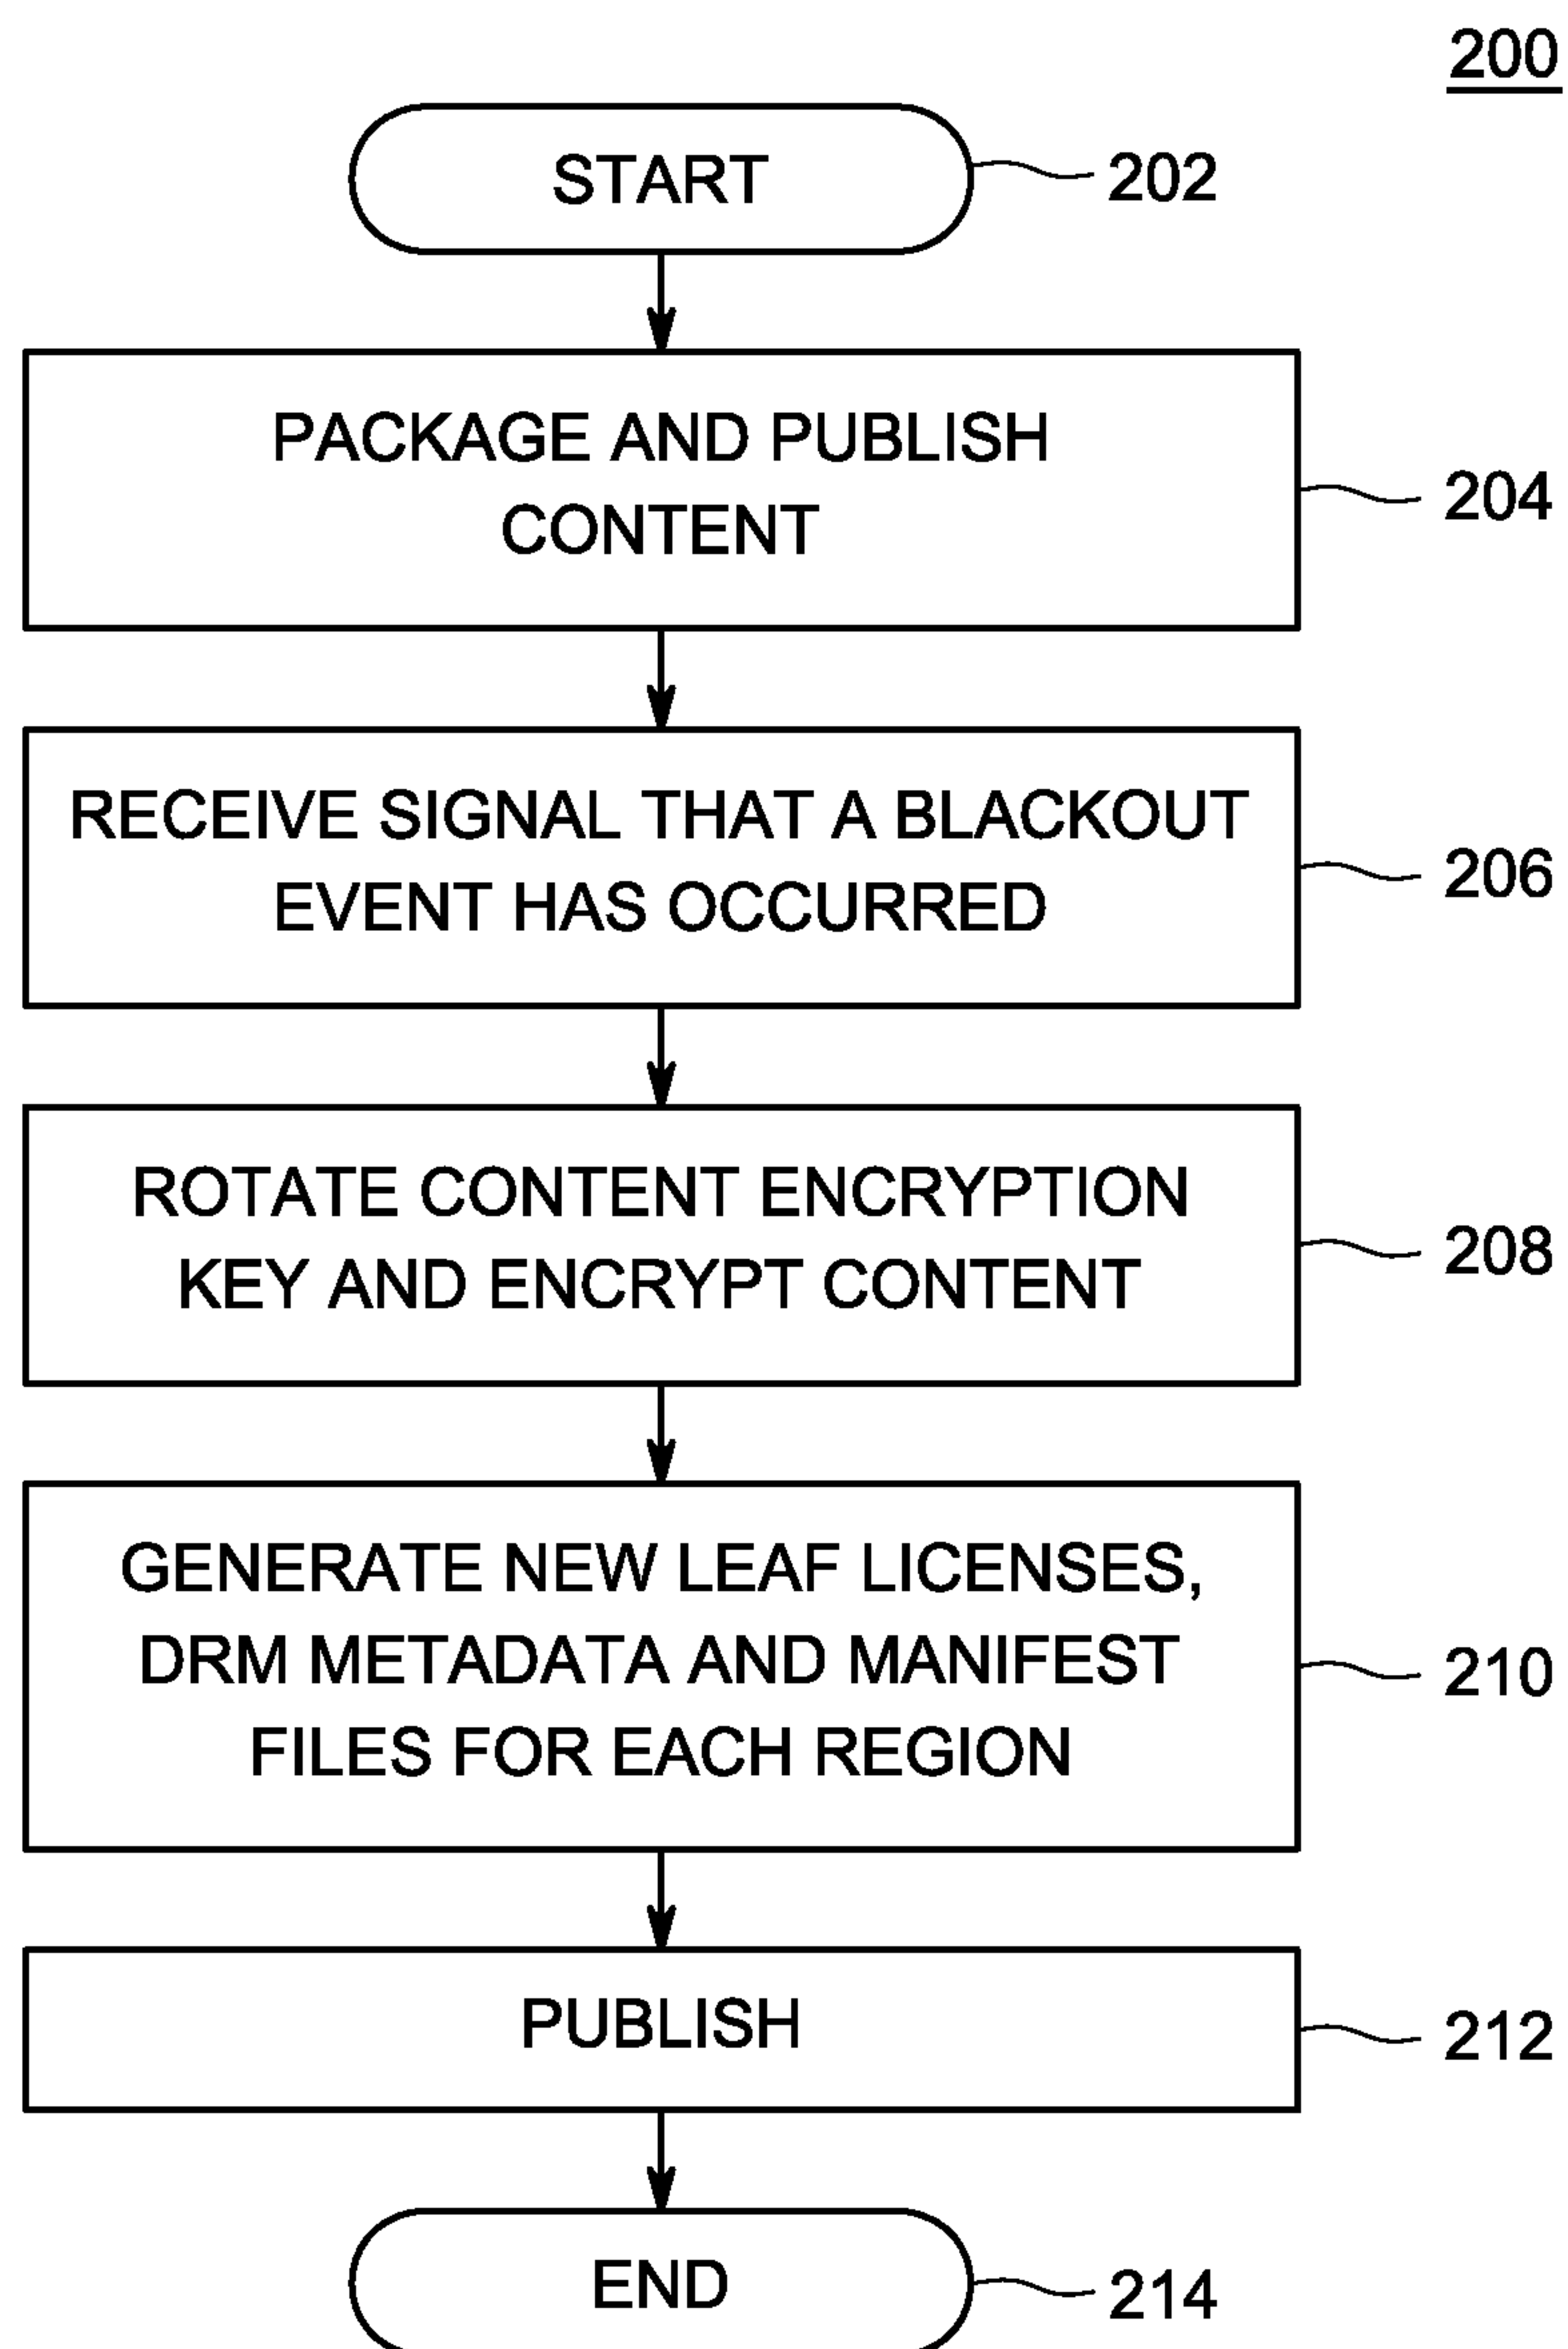 200
START
202
PACKAGE AND PUBLISH
CONTENT
204
RECEIVE SIGNAL THAT A BLACKOUT
EVENT HAS OCCURRED
206
ROTATE CONTENT ENCRYPTION
KEY AND ENCRYPT CONTENT
208
GENERATE NEW LEAF LICENSES,
DRM METADATA AND MANIFEST
FILES FOR EACH REGION
210
PUBLISH
212
END
214